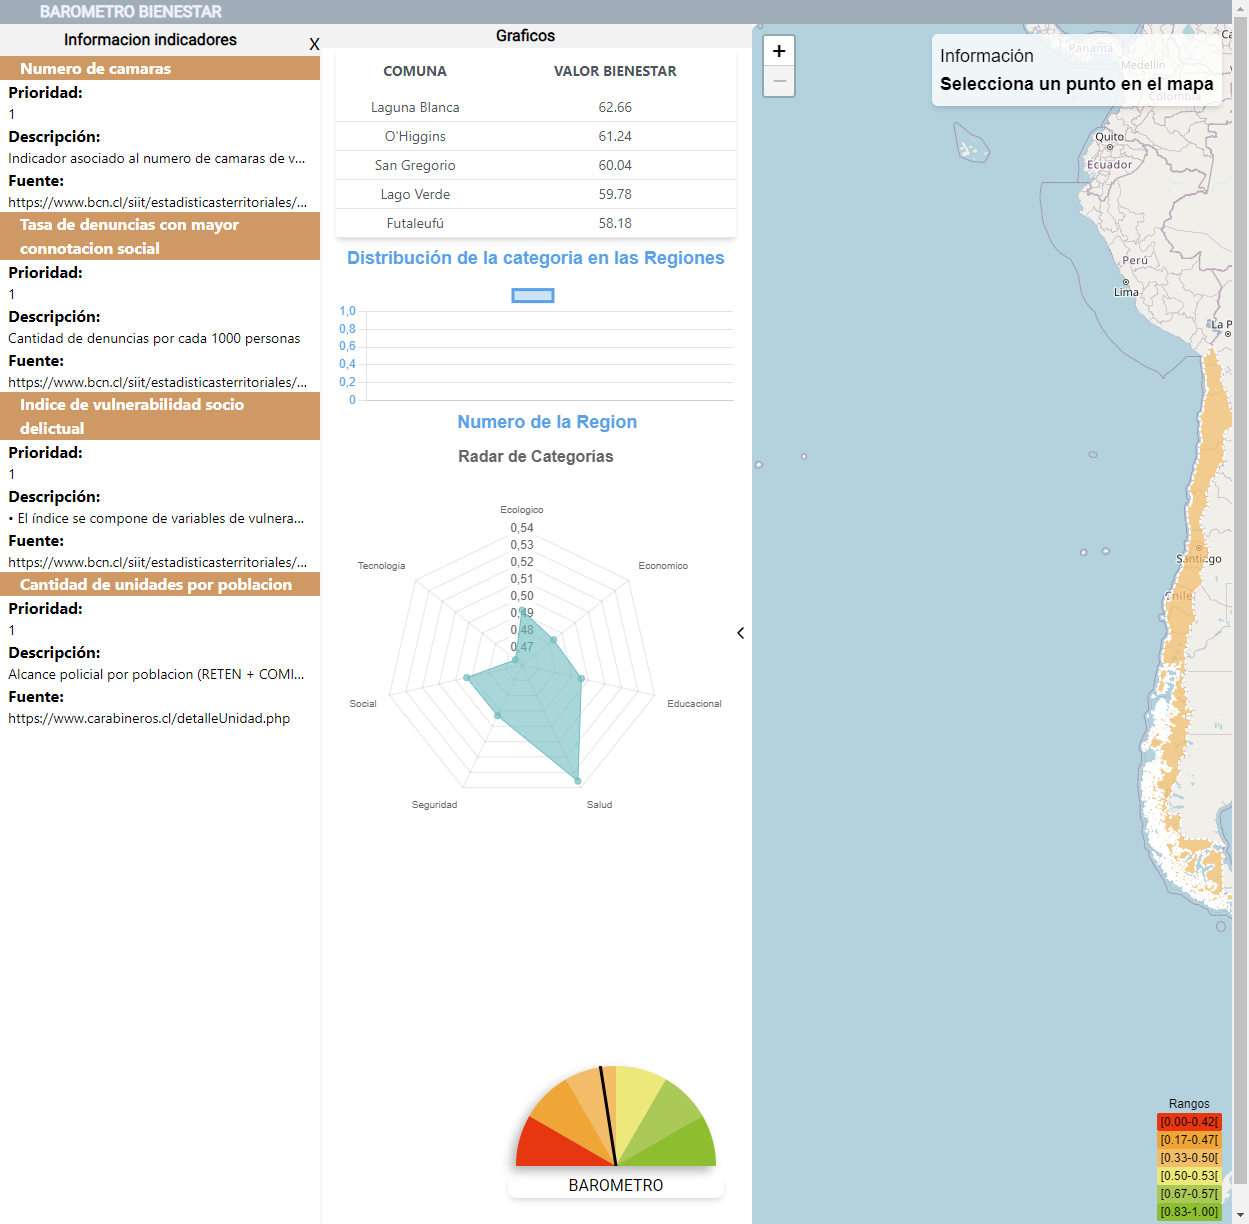 BAROMETRO BIENESTAR
Informacion indicadores
X
Numero de camaras
Prioridad:
1
Descripción:
Indicador asociado al numero de camaras de v...
Fuente:
https://www.bcn.cl/siit/estadisticasterritoriales/...
Tasa de denuncias con mayor
connotacion social
Prioridad:
1
Descripción:
Cantidad de denuncias por cada 1000 personas
Fuente:
https://www.bcn.cl/siit/estadisticasterritoriales/...
Indice de vulnerabilidad socio
delictual
Prioridad:
1
Descripción:
• El índice se compone de variables de vulnera...
Fuente:
https://www.bcn.cl/siit/estadisticasterritoriales/...
Cantidad de unidades por poblacion
Prioridad:
1
Descripción:
Alcance policial por poblacion (RETEN + COMI...
Fuente:
https://www.carabineros.cl/detalleUnidad.php
Graficos
COMUNA VALOR BIENESTAR
Laguna Blanca 62.66
O'Higgins 61.24
San Gregorio 60.04
Lago Verde 59.78
Futaleufú 58.18
Distribución de la categoria en las Regiones
1,0
0,8
0,6
0,4
0,2
0
Numero de la Region
Radar de Categorías
Ecologico
0,54
0,53
0,52
0,51
0,50
0,49
0,48
0,47
Tecnologia
Economico
Social
Educacional
Seguridad
Salud
BAROMETRO
+
−
Información
Selecciona un punto en el mapa
Panamá
Medellín
Colombia
Ca
Quito
Ecuador
Perú
Lima
La P
Santiago
Chile
Rangos
[0.00-0.42[
[0.17-0.47[
[0.33-0.50[
[0.50-0.53[
[0.67-0.57[
[0.83-1.00]